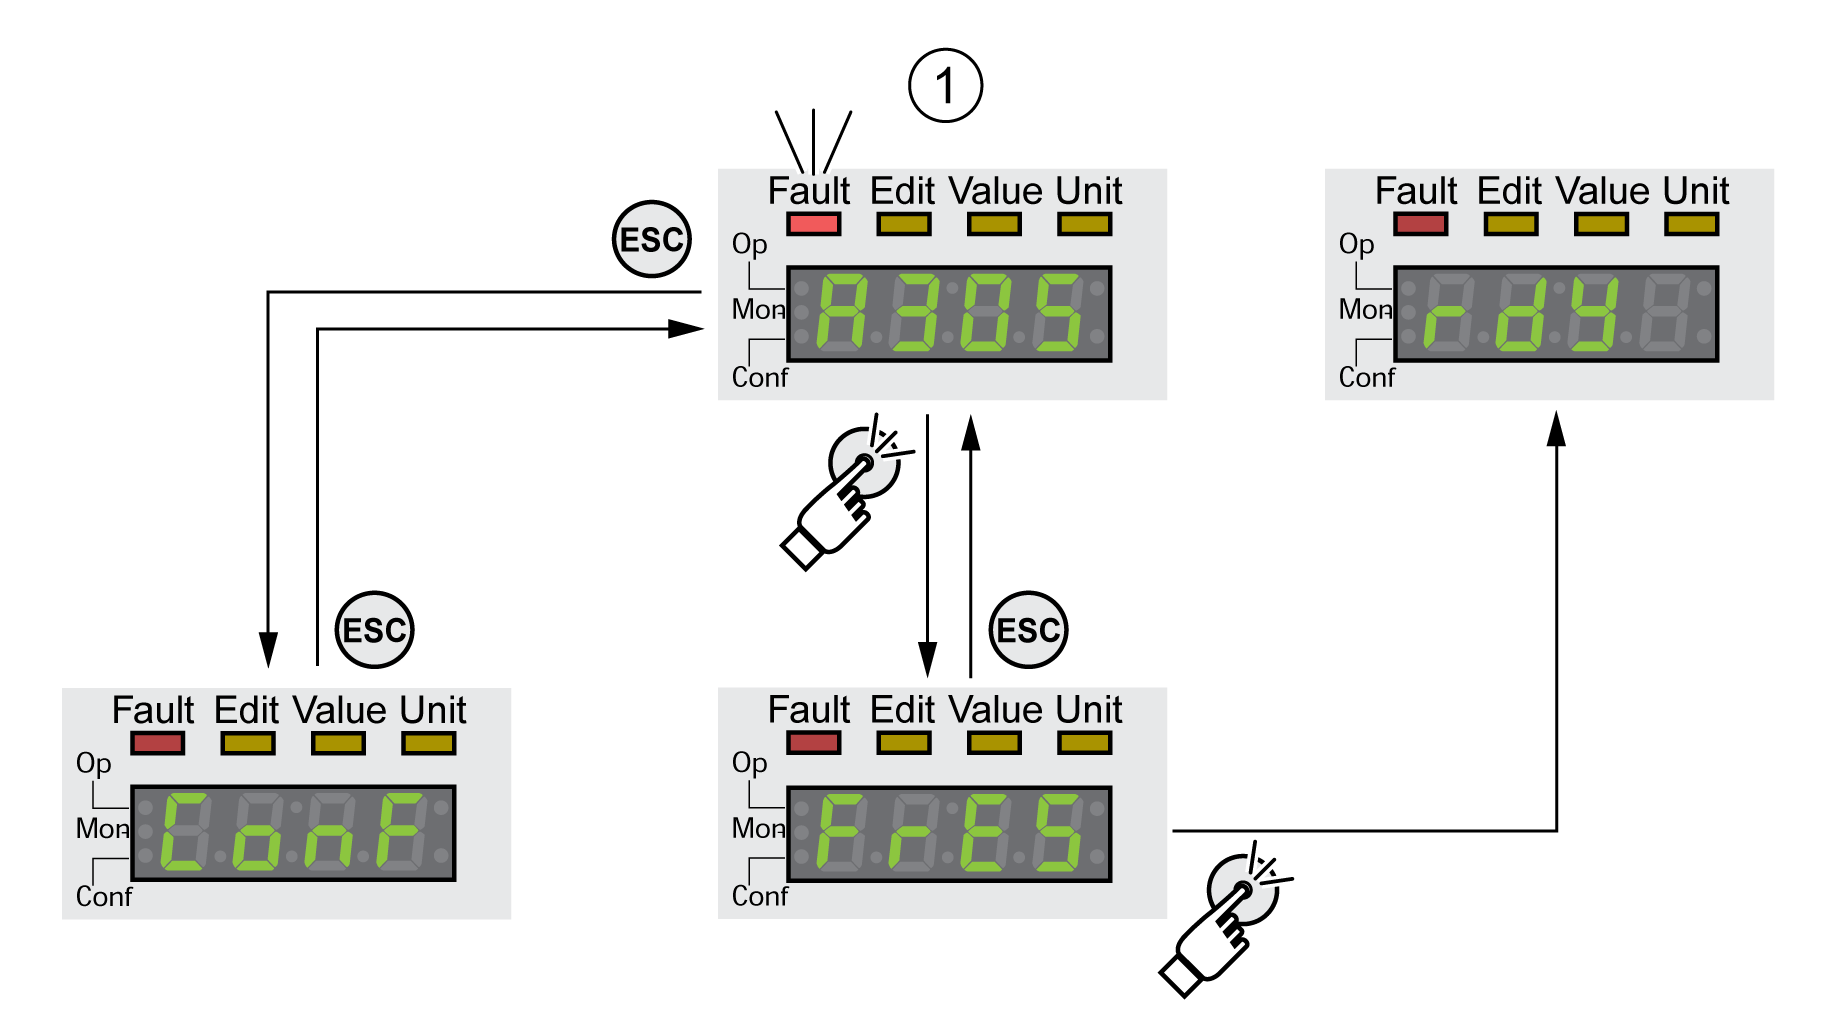 1
Fault Edit Value Unit
ESC
Op
A305
Mon
Conf
Fault Edit Value Unit
Op
rdy
Mon
Conf
ESC
ESC
Fault Edit Value Unit
Op
ConF
Mon
Conf
Fault Edit Value Unit
Op
FrES
Mon
Conf